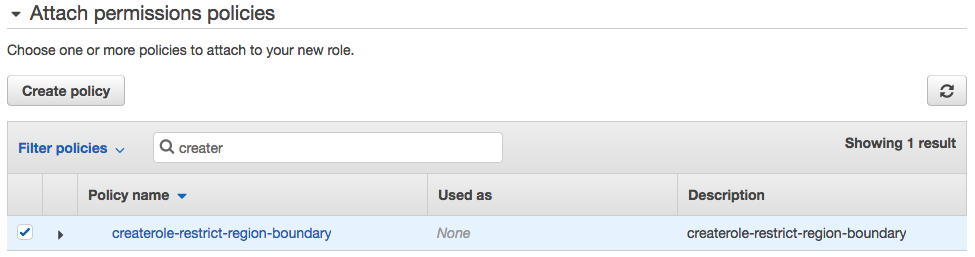 Attach permissions policies
Choose one or more policies to attach to your new role.
Create policy
Filter policies creater Showing 1 result
Policy name Used as Description
createrole-restrict-region-boundary None createrole-restrict-region-boundary